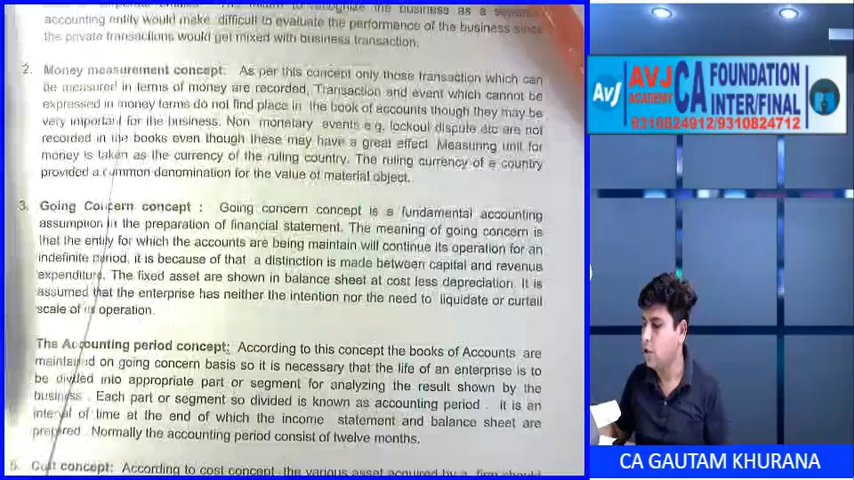 the business as a separate
accounting entity would make difficult to evaluate the performance of the business since
the private transactions would get mixed with business transaction.
2. Money measurement concept: As per this concept only those transaction which can
be measured in terms of money are recorded. Transaction and event which cannot be
expressed in money terms do not find place in the book of accounts though they may be
very important for the business. Non monetary events e.g. lockout dispute etc are not
recorded in the books even though these may have a great effect Measuring unit for
money is taken as the currency of the ruling country. The ruling currency of a country
provided a common denomination for the value of material object.
3. Going Concern concept : Going concern concept is a fundamental accounting
assumption in the preparation of financial statement. The meaning of going concern is
that the entity for which the accounts are being maintain will continue its operation for an
indefinite period, it is because of that a distinction is made between capital and revenue
expenditure. The fixed asset are shown in balance sheet at cost less depreciation. It is
assumed that the enterprise has neither the intention nor the need to liquidate or curtail
scale of its operation.
The Accounting period concept: According to this concept the books of Accounts are
maintained on going concern basis so it is necessary that the life of an enterprise is to
be divided into appropriate part or segment for analyzing the result shown by the
business. Each part or segment so divided is known as accounting period . it is an
interval of time at the end of which the income statement and balance sheet are
prepared. Normally the accounting period consist of twelve months.
5. Cost concept: According to cost concept the various asset acquired by a firm should
AVJ
AVJ
ACADEMY
CA FOUNDATION
INTER/FINAL
9310824912/9310824712
CA GAUTAM KHURANA